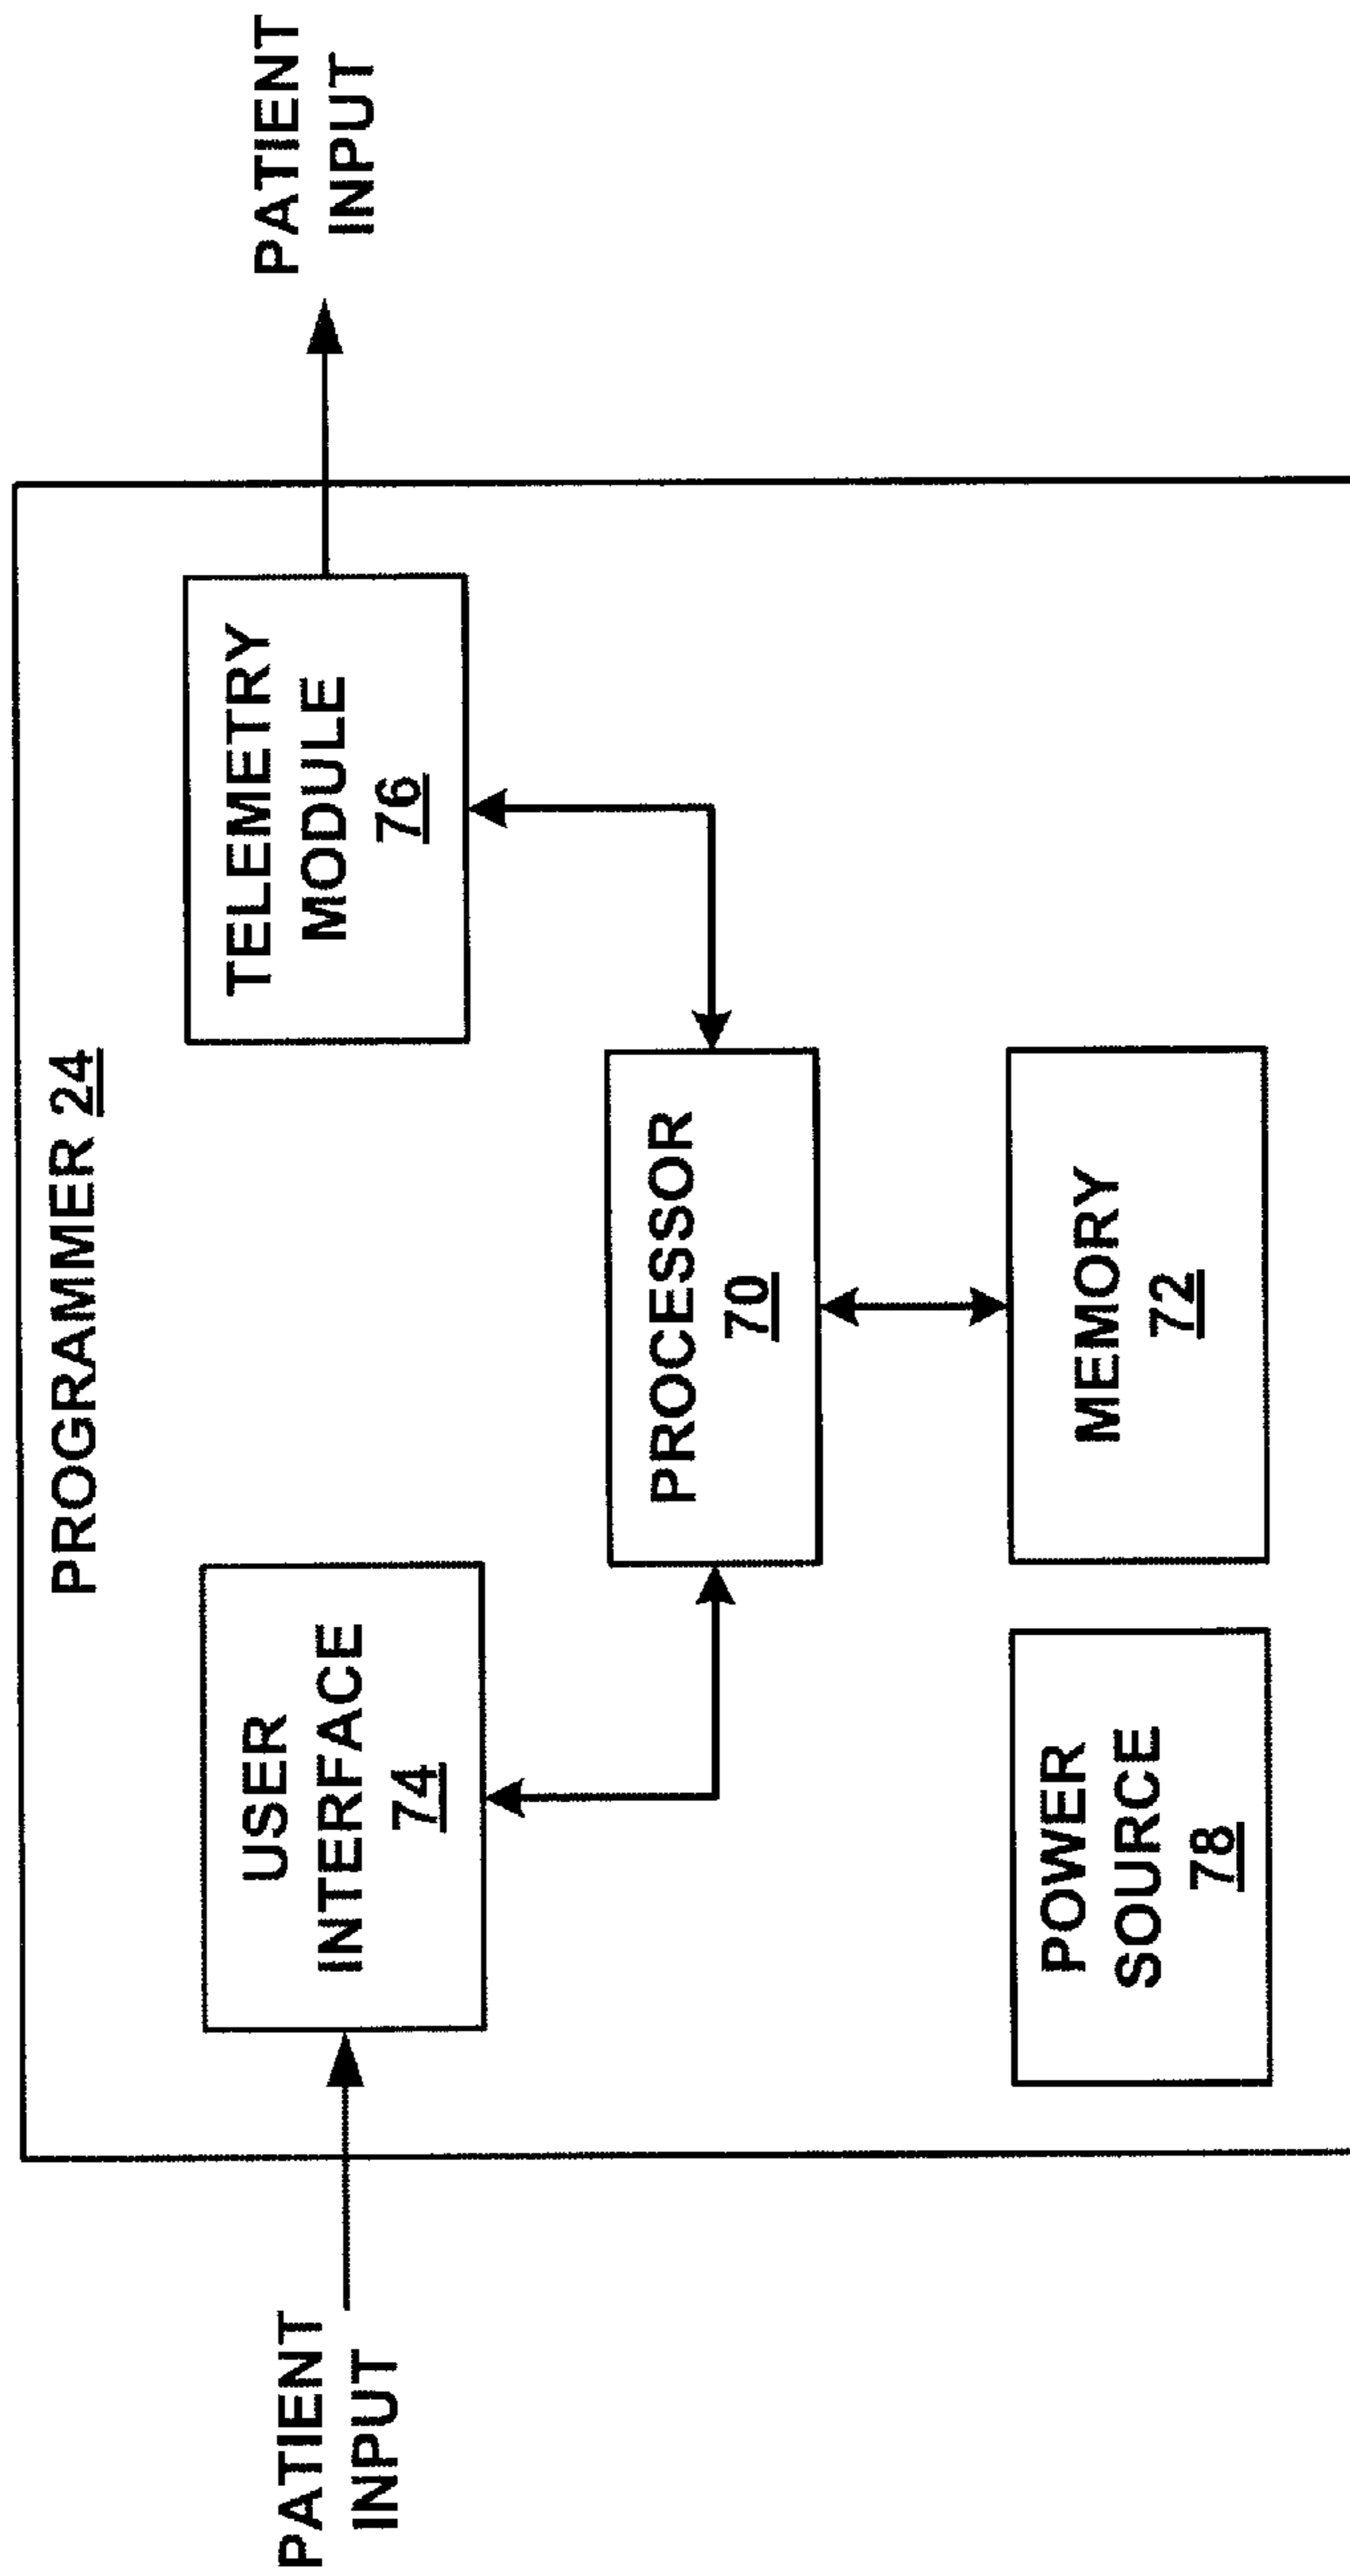 PROGRAMMER 24
PATIENT
INPUT
USER
INTERFACE
74
TELEMETRY
MODULE
76
PATIENT
INPUT
PROCESSOR
70
POWER
SOURCE
78
MEMORY
72